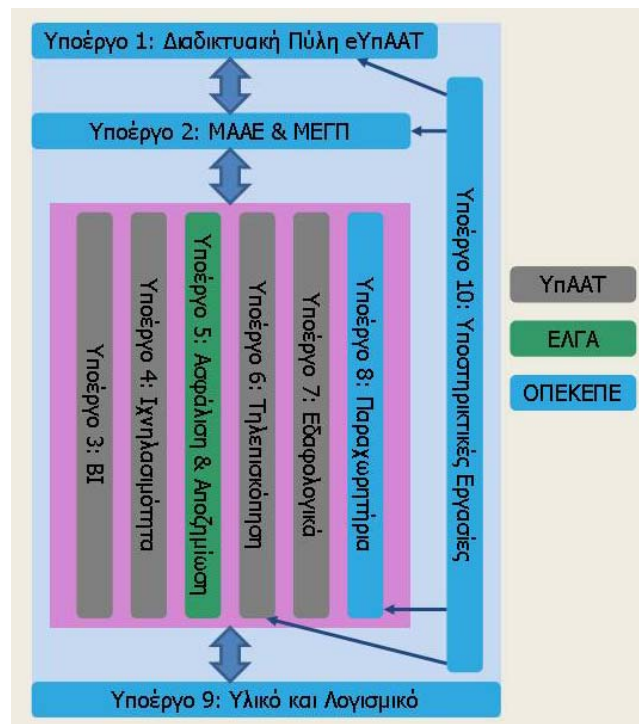 Υποέργο 1: Διαδικτυακή Πύλη eΥπΑΑΤ
Υποέργο 2: ΜΑΑΕ & ΜΕΓΠ
Υποέργο 3: BI
Υποέργο 4: Ιχνηλασιμότητα
Υποέργο 5: Ασφάλιση & Αποζημίωση
Υποέργο 6: Τηλεπισκόπηση
Υποέργο 7: Εδαφολογικά
Υποέργο 8: Παραχωρητήρια
Υποέργο 10: Υποστηρικτικές Εργασίες
ΥπΑΑΤ
ΕΛΓΑ
ΟΠΕΚΕΠΕ
Υποέργο 9: Υλικό και Λογισμικό